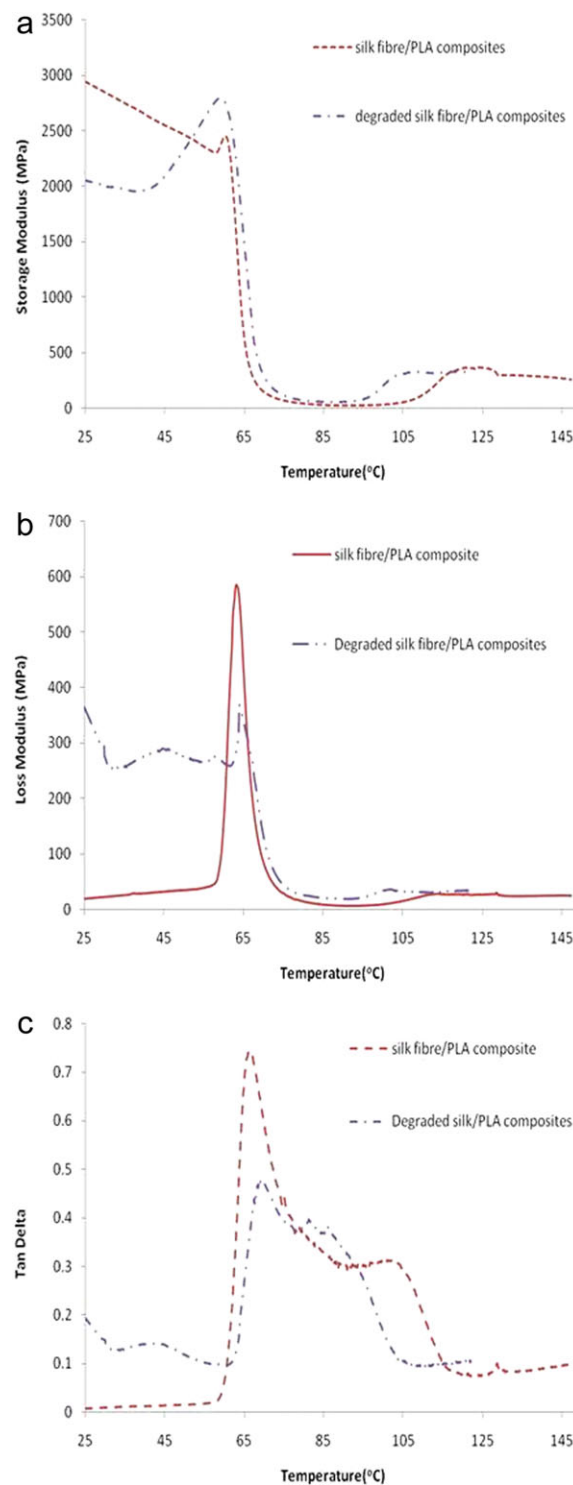 a
3500
3000
2500
2000
1500
1000
500
0
Storage Modulus (MPa)
silk fibre/PLA composites
degraded silk fibre/PLA composites
25 45 65 85 105 125 145
Temperature(°C)
b
700
600
500
400
300
200
100
0
Loss Modulus (MPa)
silk fibre/PLA composite
Degraded silk fibre/PLA composites
25 45 65 85 105 125 145
Temperature(°C)
c
0.8
0.7
0.6
0.5
0.4
0.3
0.2
0.1
0
Tan Delta
silk fibre/PLA composite
Degraded silk/PLA composites
25 45 65 85 105 125 145
Temperature(°C)